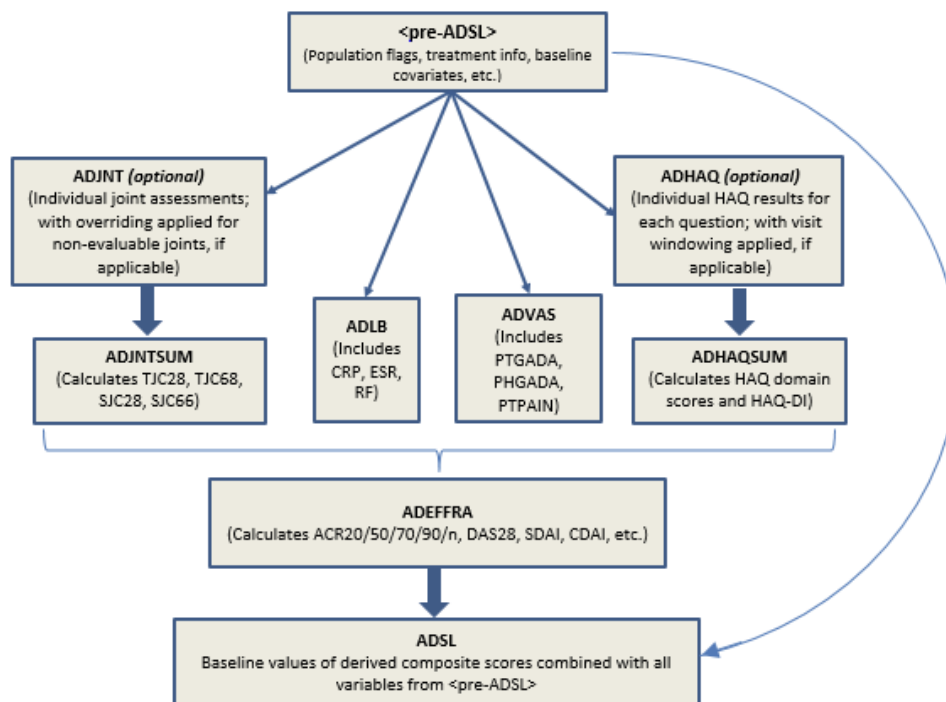 <pre-ADSL>
(Population flags, treatment info, baseline
covariates, etc.)
ADJNT (optional)
(Individual joint assessments;
with overriding applied for
non-evaluable joints, if
applicable)
ADHAQ (optional)
(Individual HAQ results for
each question; with visit
windowing applied, if
applicable)
ADJNTSUM
(Calculates TJC28, TJC68,
SJC28, SJC66)
ADLB
(Includes
CRP, ESR,
RF)
ADVAS
(Includes
PTGADA,
PHGADA,
PTPAIN)
ADHAQSUM
(Calculates HAQ domain
scores and HAQ-DI)
ADEFFRA
(Calculates ACR20/50/70/90/n, DAS28, SDAI, CDAI, etc.)
ADSL
Baseline values of derived composite scores combined with all
variables from <pre-ADSL>